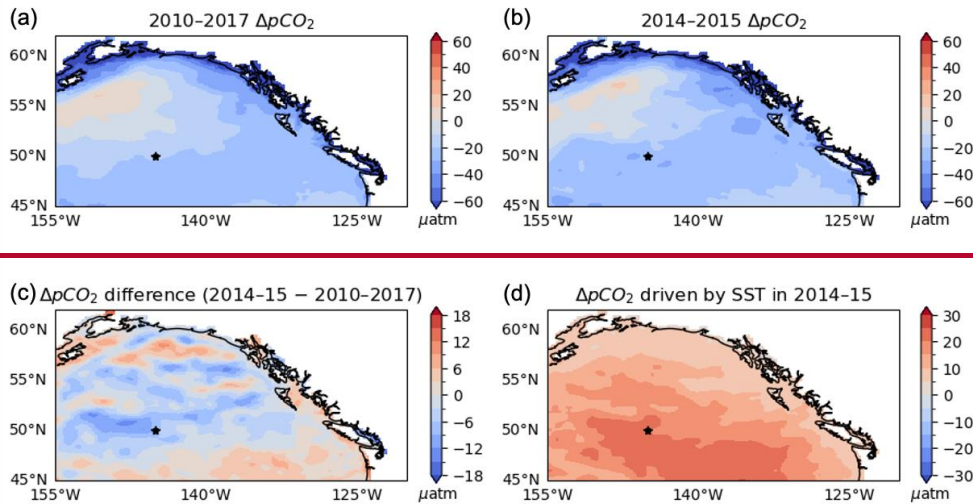 (a) 2010–2017 ΔpCO₂
60°N
55°N
50°N
45°N
155°W 140°W 125°W
60
40
20
0
−20
−40
−60
μatm
(b) 2014–2015 ΔpCO₂
60°N
55°N
50°N
45°N
155°W 140°W 125°W
60
40
20
0
−20
−40
−60
μatm
(c) ΔpCO₂ difference (2014–15 − 2010–2017)
60°N
55°N
50°N
45°N
155°W 140°W 125°W
18
12
6
0
−6
−12
−18
μatm
(d) ΔpCO₂ driven by SST in 2014–15
60°N
55°N
50°N
45°N
155°W 140°W 125°W
30
20
10
0
−10
−20
−30
μatm